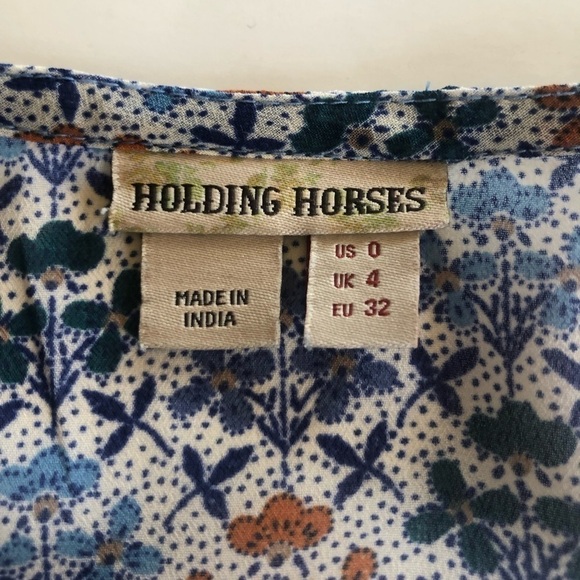 HOLDING HORSES
MADE IN
INDIA
US 0
UK 4
EU 32